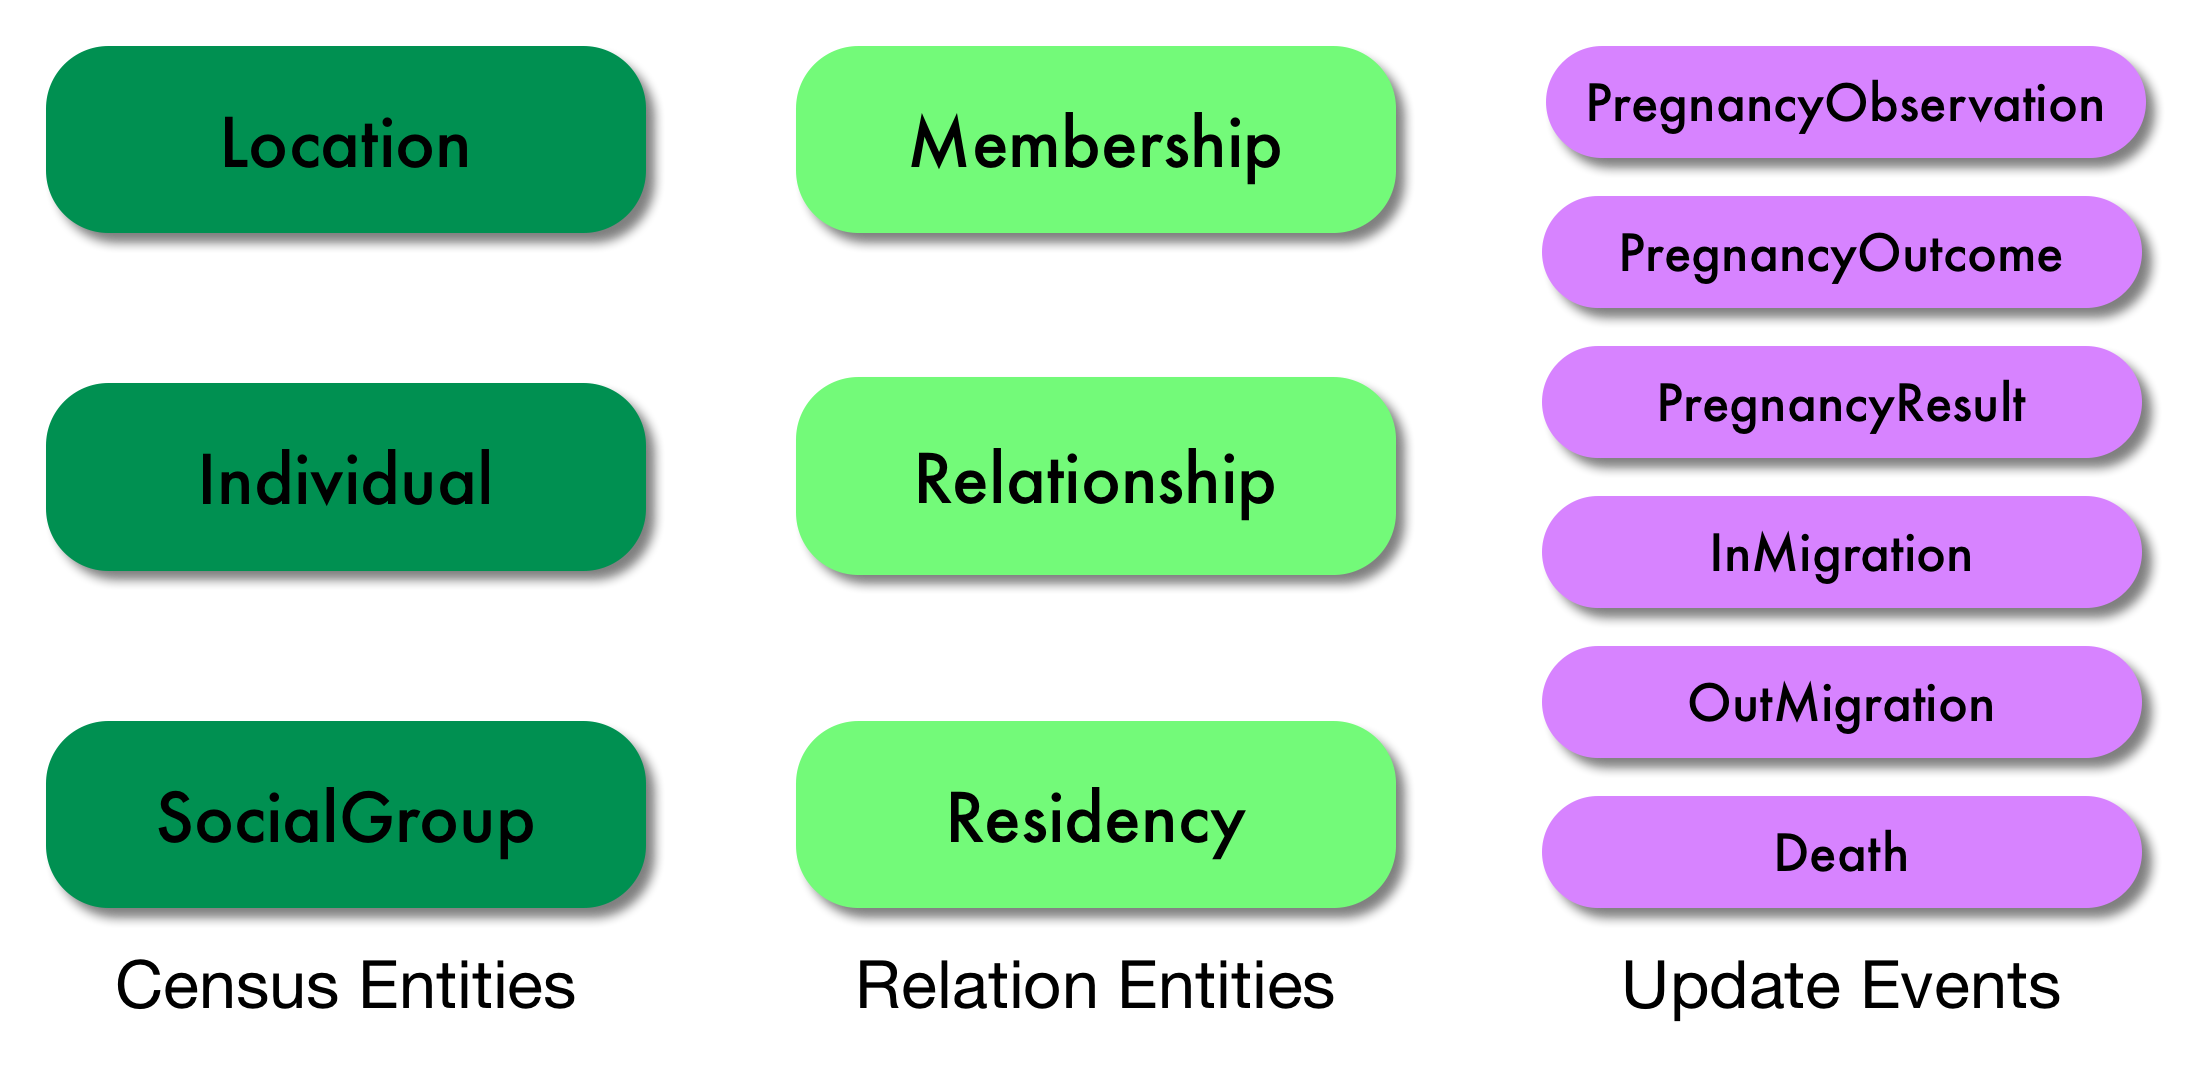 Location
Individual
SocialGroup
Census Entities
Membership
Relationship
Residency
Relation Entities
PregnancyObservation
PregnancyOutcome
PregnancyResult
InMigration
OutMigration
Death
Update Events